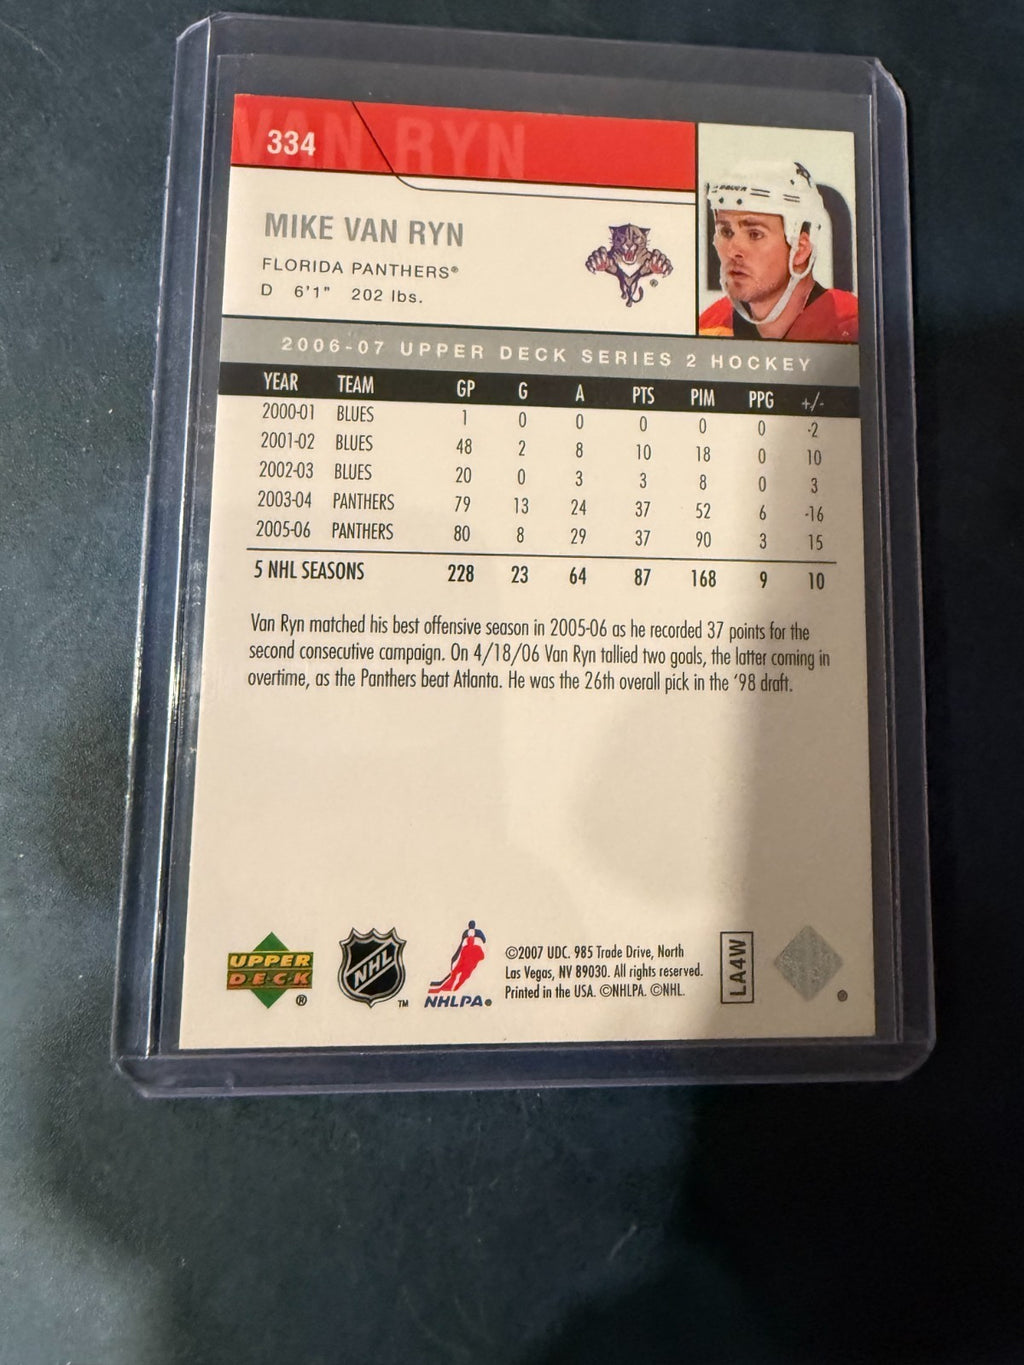 VAN RYN
334
BAUER
MIKE VAN RYN
FLORIDA PANTHERS®
D 6'1" 202 lbs.
®
2006-07 UPPER DECK SERIES 2 HOCKEY
YEAR TEAM GP G A PTS PIM PPG +/-
2000-01 BLUES 1 0 0 0 0 0 -2
2001-02 BLUES 48 2 8 10 18 0 10
2002-03 BLUES 20 0 3 3 8 0 3
2003-04 PANTHERS 79 13 24 37 52 6 -16
2005-06 PANTHERS 80 8 29 37 90 3 15
5 NHL SEASONS 228 23 64 87 168 9 10
Van Ryn matched his best offensive season in 2005-06 as he recorded 37 points for the
second consecutive campaign. On 4/18/06 Van Ryn tallied two goals, the latter coming in
overtime, as the Panthers beat Atlanta. He was the 26th overall pick in the '98 draft.
UPPER
DECK
®
NHL
™
NHLPA®
©2007 UDC. 985 Trade Drive, North
Las Vegas, NV 89030. All rights reserved.
Printed in the USA. ©NHLPA. ©NHL.
LA4W